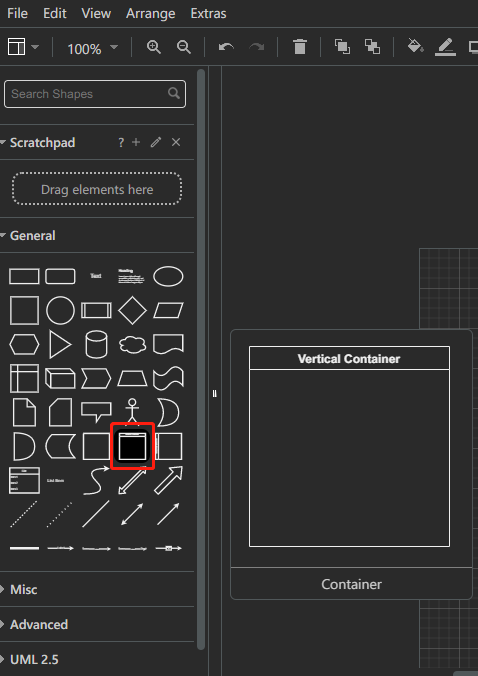 File Edit View Arrange Extras
100%
Search Shapes
Scratchpad ? + ×
Drag elements here
General
Text
Heading
List Item
Vertical Container
Container
Misc
Advanced
UML 2.5